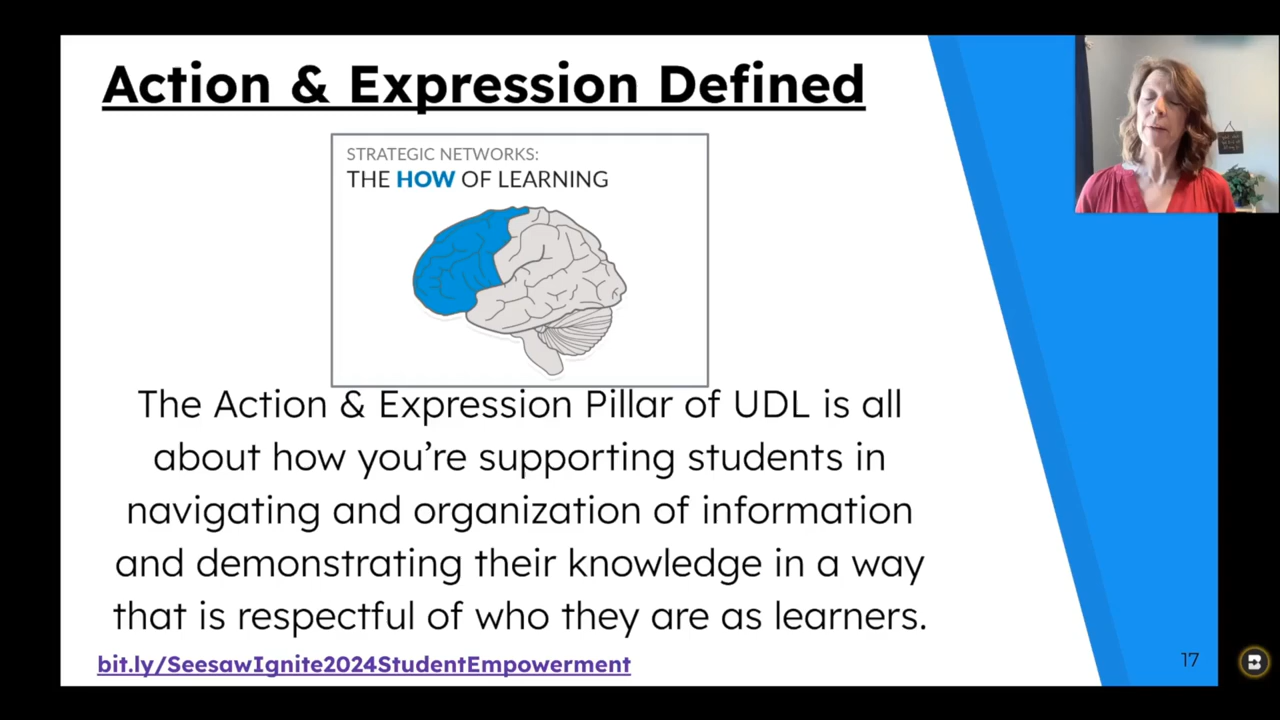 Action & Expression Defined
STRATEGIC NETWORKS:
THE HOW OF LEARNING
The Action & Expression Pillar of UDL is all
about how you’re supporting students in
navigating and organization of information
and demonstrating their knowledge in a way
that is respectful of who they are as learners.
bit.ly/SeesawIgnite2024StudentEmpowerment
17